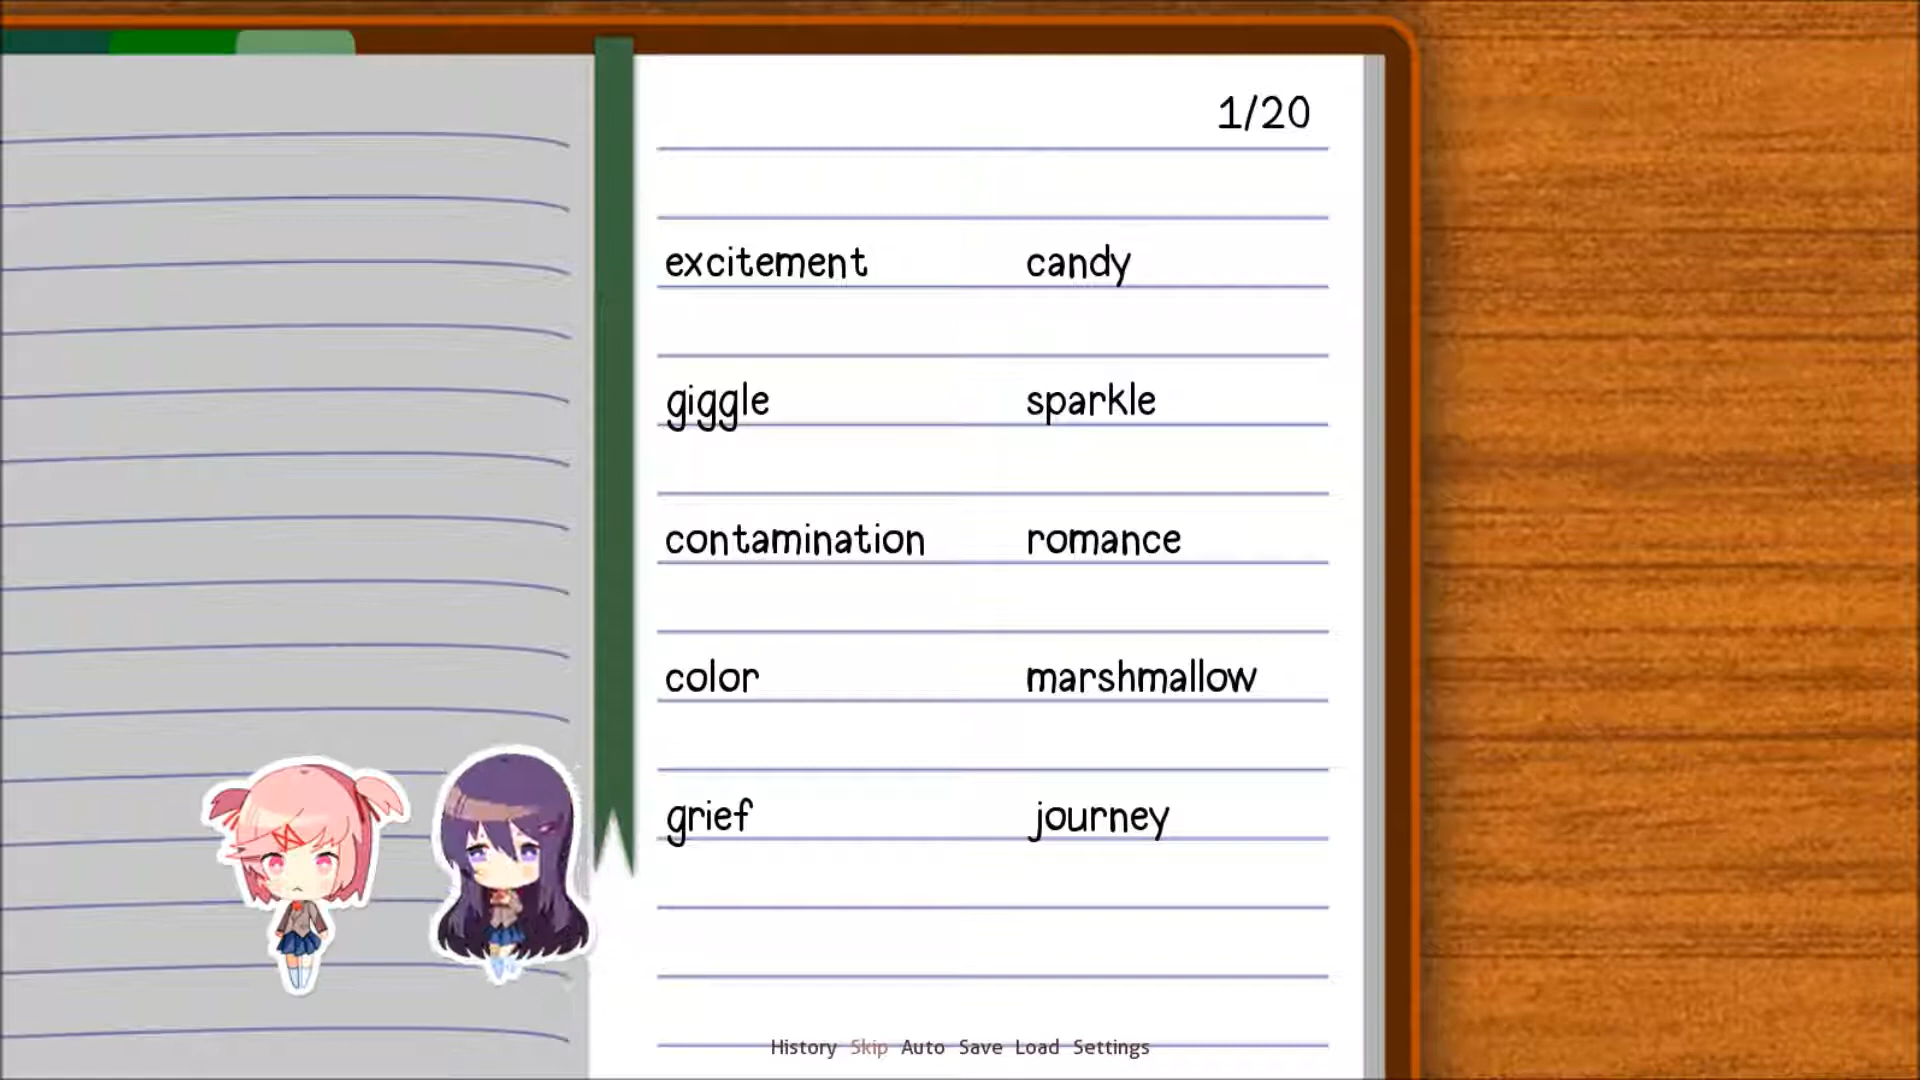 1/20
excitement candy
giggle sparkle
contamination romance
color marshmallow
grief journey
History Skip Auto Save Load Settings